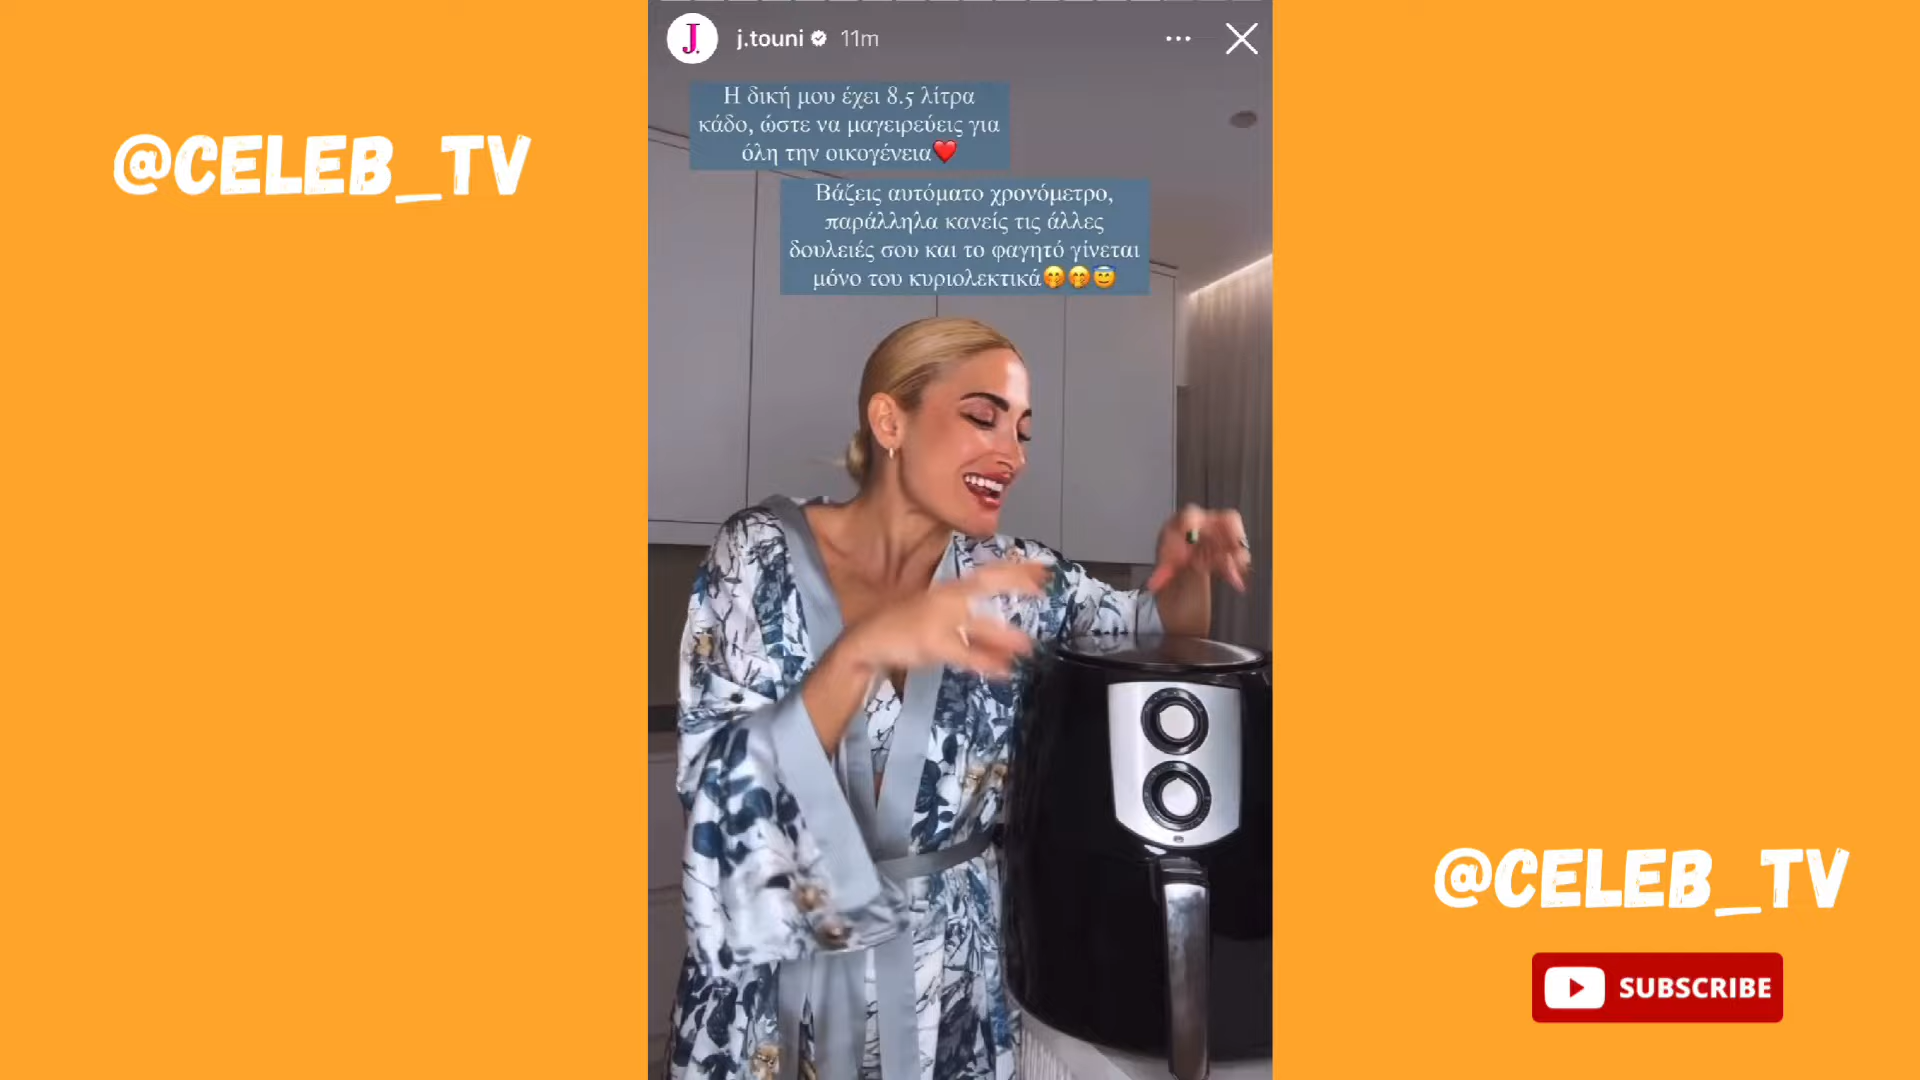 J.
j.touni 11m
Η δική μου έχει 8.5 λίτρα
κάδο, ώστε να μαγειρεύεις για
όλη την οικογένεια❤️
Βάζεις αυτόματο χρονόμετρο,
παράλληλα κανείς τις άλλες
δουλειές σου και το φαγητό γίνεται
μόνο του κυριολεκτικά🤭🤭😇
@CELEB_TV
@CELEB_TV
SUBSCRIBE